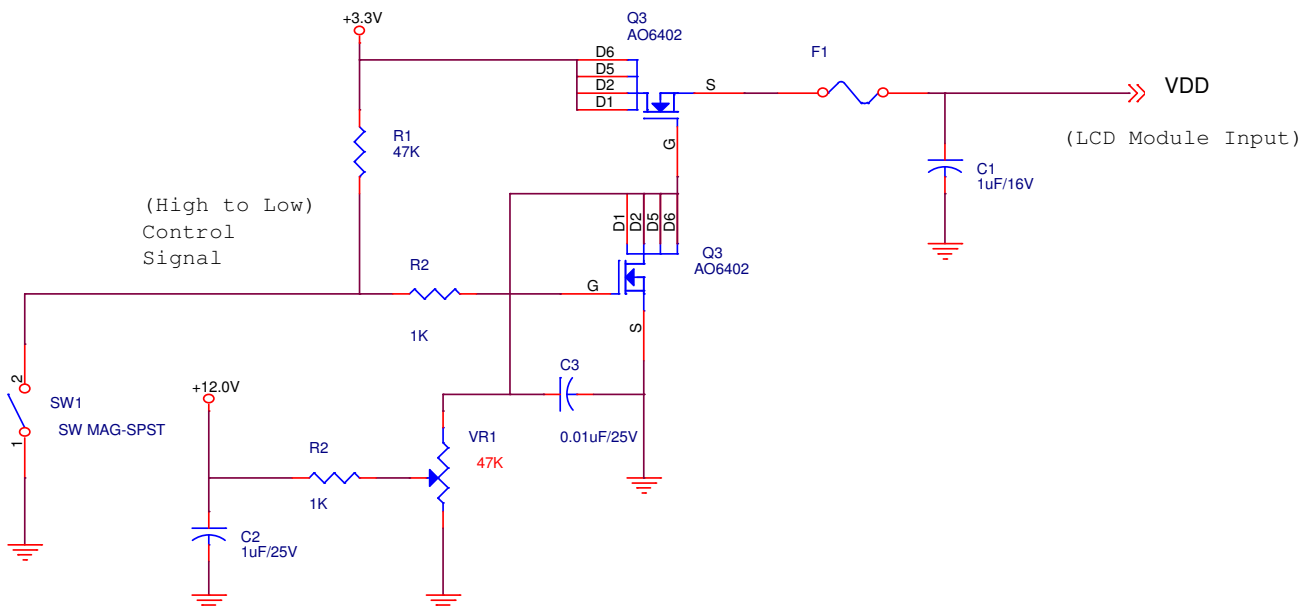 +3.3V
Q3
AO6402
D6
D5
D2
D1
S
G
F1
VDD
(LCD Module Input)
R1
47K
C1
1uF/16V
(High to Low)
Control
Signal
D1
D2
D5
D6
Q3
AO6402
R2
1K
G
S
2
SW1
SW MAG-SPST
1
+12.0V
C3
0.01uF/25V
R2
1K
VR1
47K
C2
1uF/25V